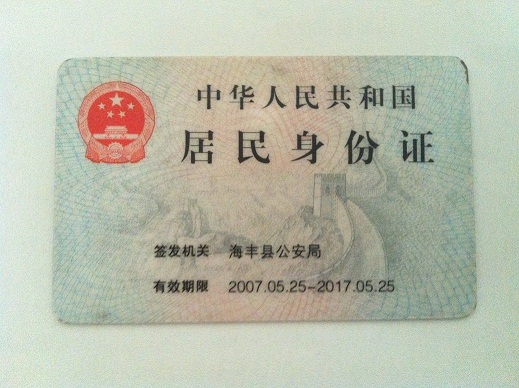 中华人民共和国
居民身份证
签发机关 海丰县公安局
有效期限 2007.05.25-2017.05.25